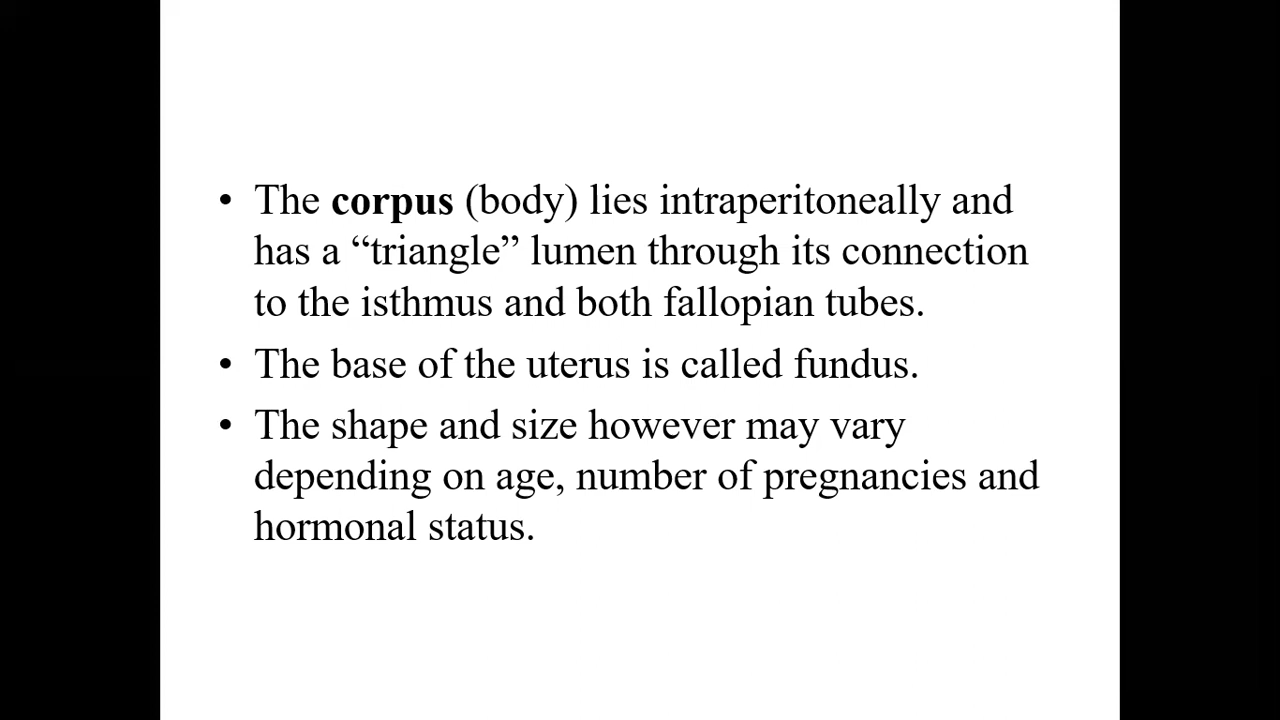 • The corpus (body) lies intraperitoneally and
has a “triangle” lumen through its connection
to the isthmus and both fallopian tubes.
• The base of the uterus is called fundus.
• The shape and size however may vary
depending on age, number of pregnancies and
hormonal status.